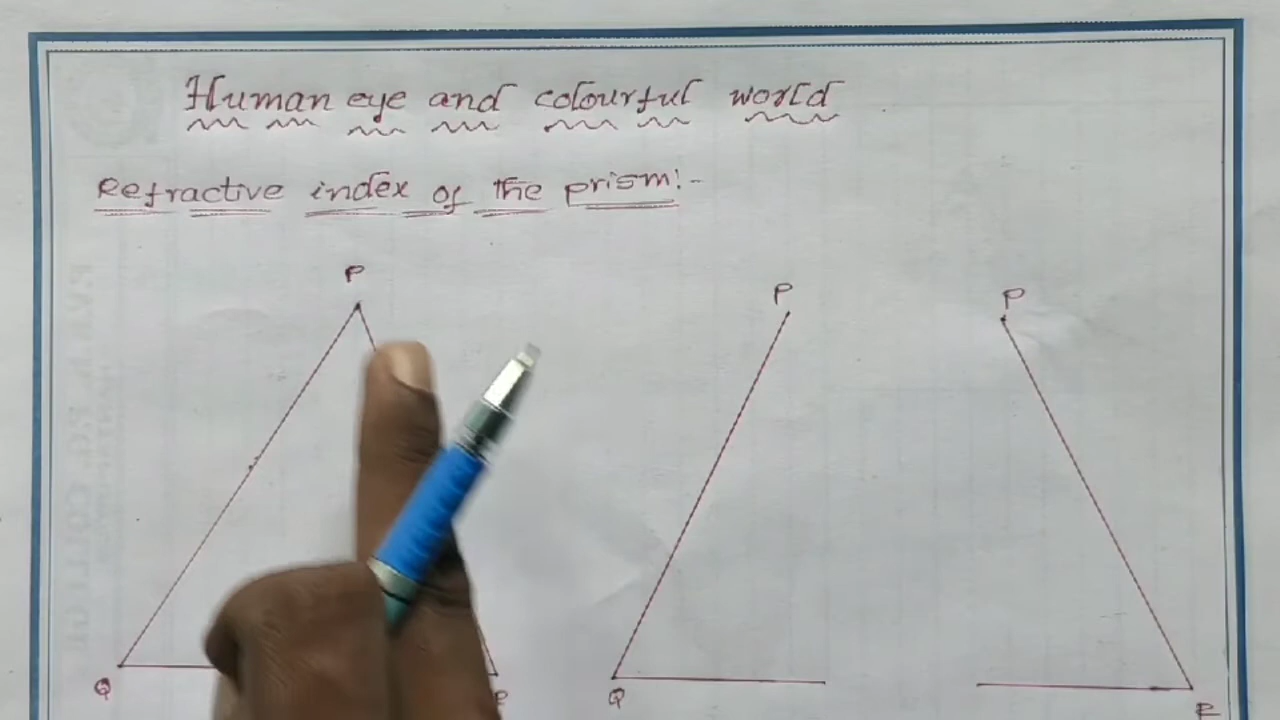 Human eye and colourful world
Refractive index of the prism:-
P
P
P
Q
R
Q
R